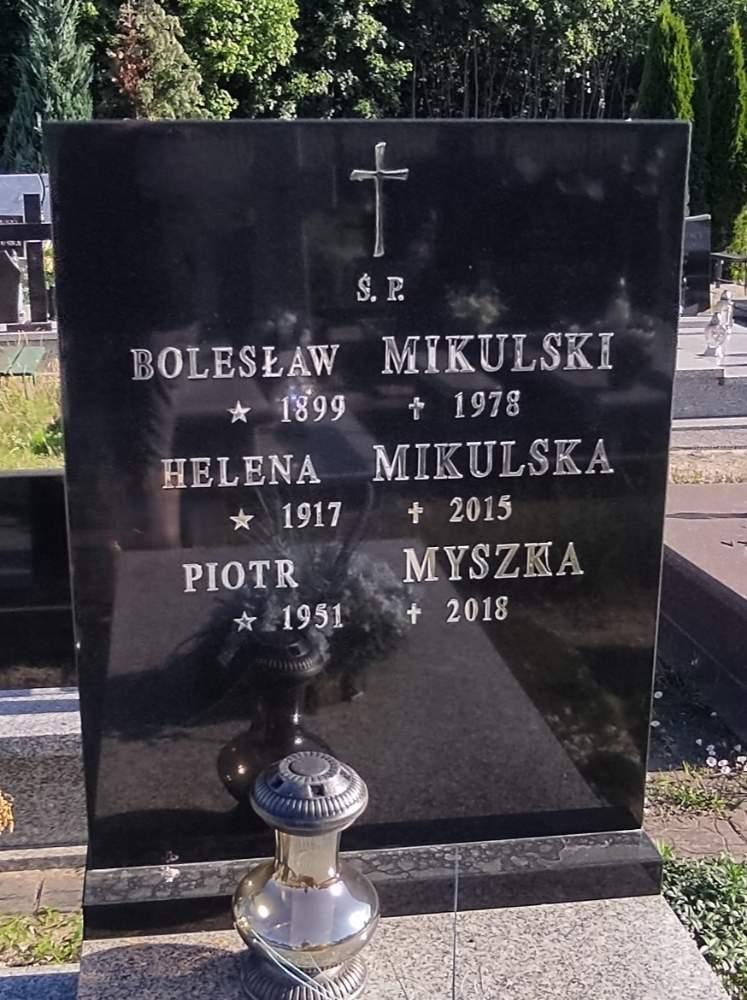 Ś. P.
BOLESŁAW MIKULSKI
★ 1899 ✝ 1978
HELENA MIKULSKA
★ 1917 ✝ 2015
PIOTR MYSZKA
★ 1951 ✝ 2018